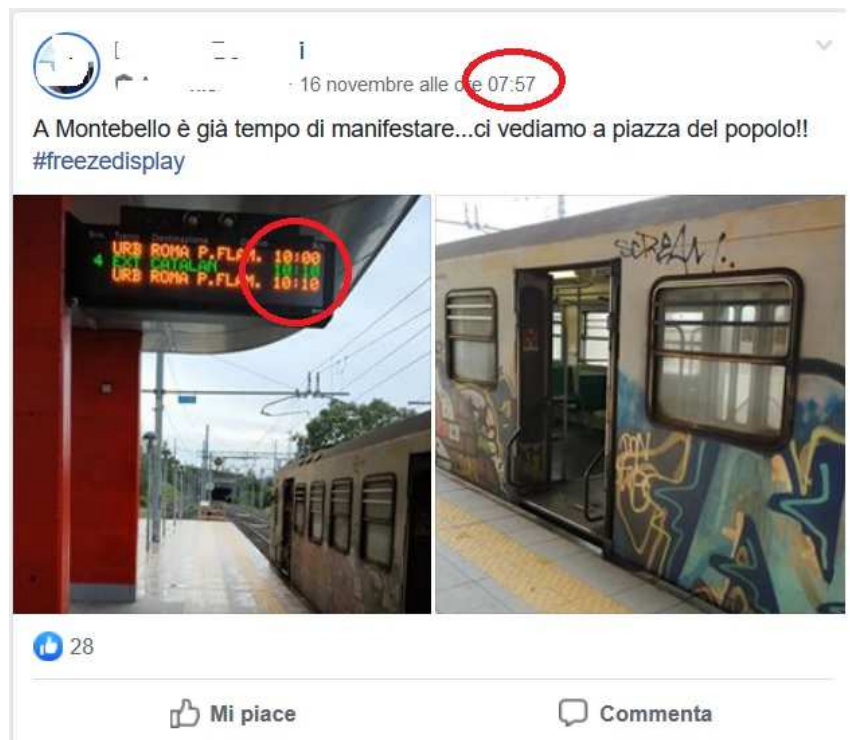 16 novembre alle ore 07:57
A Montebello è già tempo di manifestare...ci vediamo a piazza del popolo!!
#freezedisplay
URB ROMA P.FLAM. 10:00
4 EXT CATALAN 10:10
URB ROMA P.FLAM. 10:10
SCREAM!.
28
Mi piace
Commenta